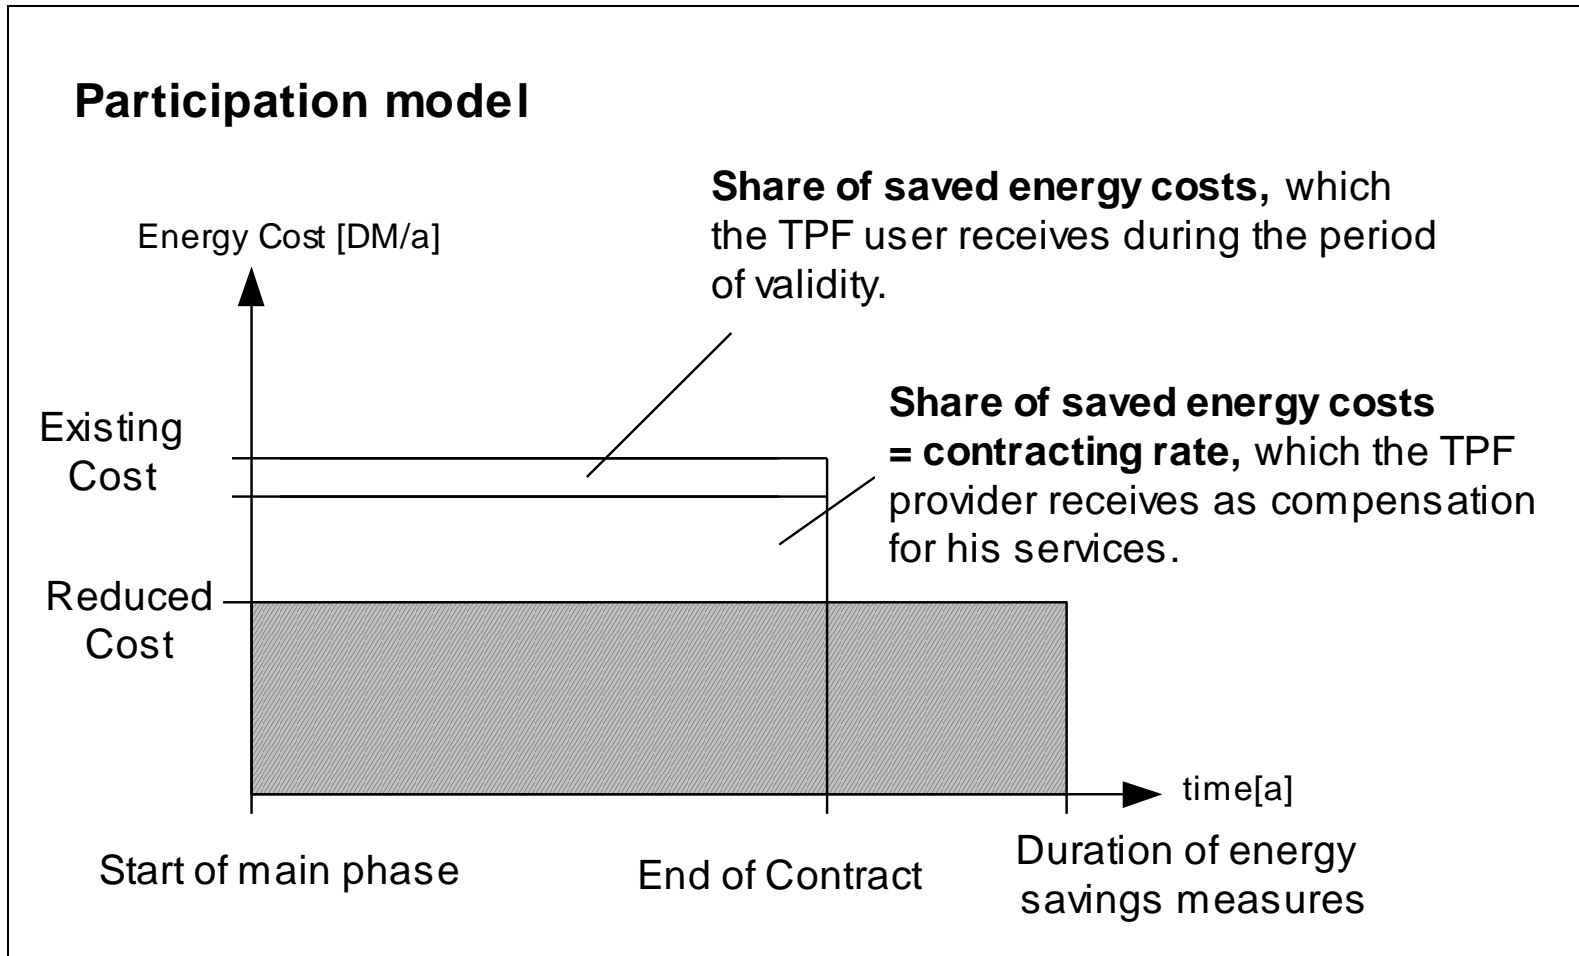 Participation model
Share of saved energy costs, which
the TPF user receives during the period
of validity.
Energy Cost [DM/a]
Share of saved energy costs
= contracting rate, which the TPF
provider receives as compensation
for his services.
Existing
Cost
Reduced
Cost
time[a]
Start of main phase
End of Contract
Duration of energy
savings measures